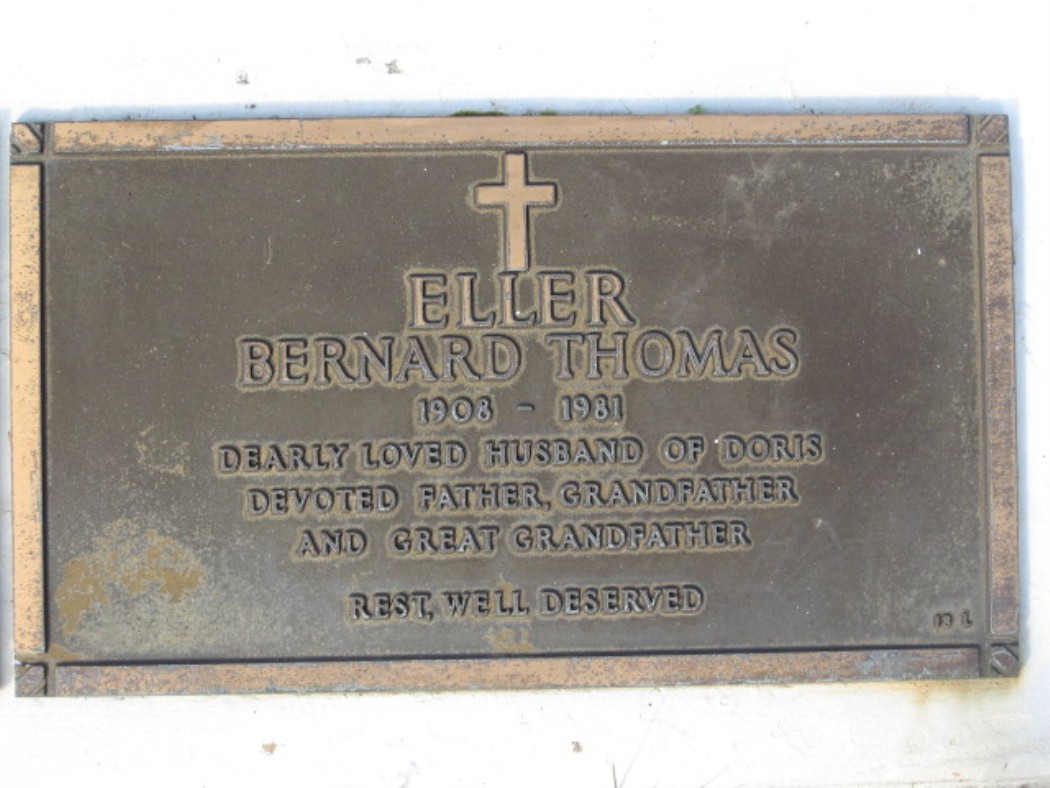 ELLER
BERNARD THOMAS
1908 - 1981
DEARLY LOVED HUSBAND OF DORIS
DEVOTED FATHER, GRANDFATHER
AND GREAT GRANDFATHER
REST, WELL DESERVED